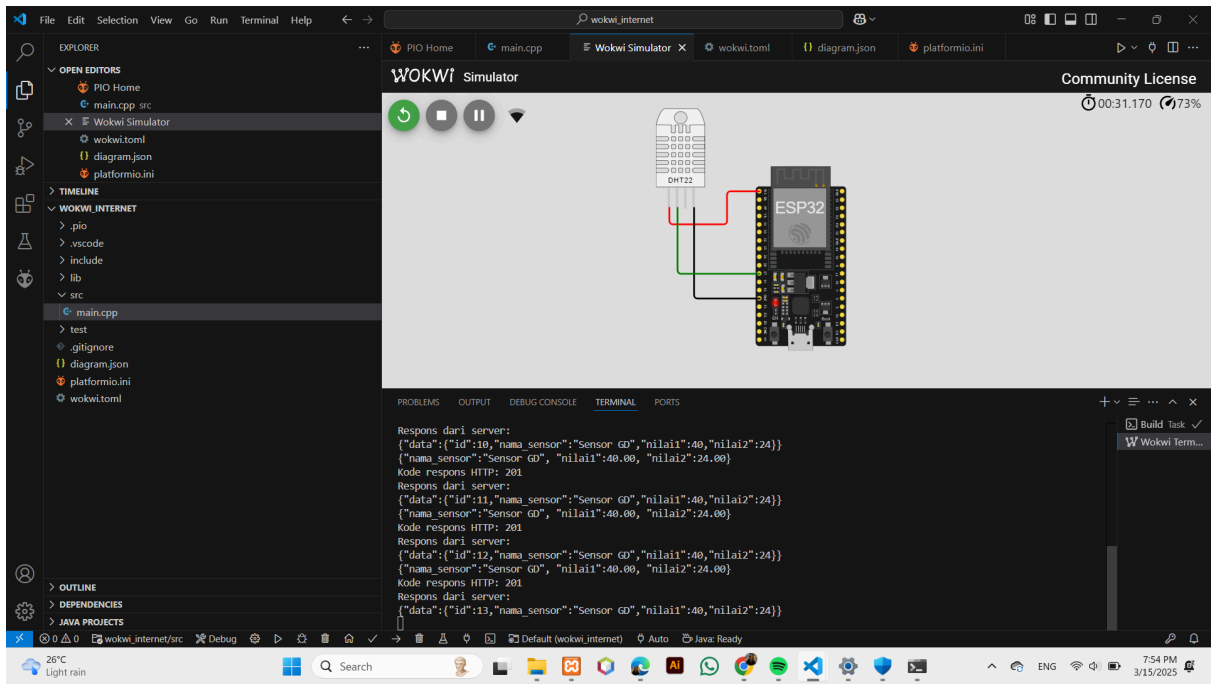 File Edit Selection View Go Run Terminal Help
wokwi_internet
EXPLORER
OPEN EDITORS
PIO Home
main.cpp src
Wokwi Simulator
wokwi.toml
diagram.json
platformio.ini
TIMELINE
WOKWI_INTERNET
.pio
.vscode
include
lib
src
main.cpp
test
.gitignore
diagram.json
platformio.ini
wokwi.toml
OUTLINE
DEPENDENCIES
JAVA PROJECTS
PIO Home main.cpp Wokwi Simulator wokwi.toml diagram.json platformio.ini
WOKWi Simulator
Community License
00:31.170 73%
DHT22
ESP32
PROBLEMS OUTPUT DEBUG CONSOLE TERMINAL PORTS
Respons dari server:
{"data":{"id":10,"nama_sensor":"Sensor GD","nilai1":40,"nilai2":24}}
{"nama_sensor":"Sensor GD", "nilai1":40.00, "nilai2":24.00}
Kode respons HTTP: 201
Respons dari server:
{"data":{"id":11,"nama_sensor":"Sensor GD","nilai1":40,"nilai2":24}}
{"nama_sensor":"Sensor GD", "nilai1":40.00, "nilai2":24.00}
Kode respons HTTP: 201
Respons dari server:
{"data":{"id":12,"nama_sensor":"Sensor GD","nilai1":40,"nilai2":24}}
{"nama_sensor":"Sensor GD", "nilai1":40.00, "nilai2":24.00}
Kode respons HTTP: 201
Respons dari server:
{"data":{"id":13,"nama_sensor":"Sensor GD","nilai1":40,"nilai2":24}}
Build Task
Wokwi Term...
0 0 wokwi_internet/src Debug Default (wokwi_internet) Auto Java: Ready
26°C
Light rain
Search
Ai
ENG
7:54 PM
3/15/2025